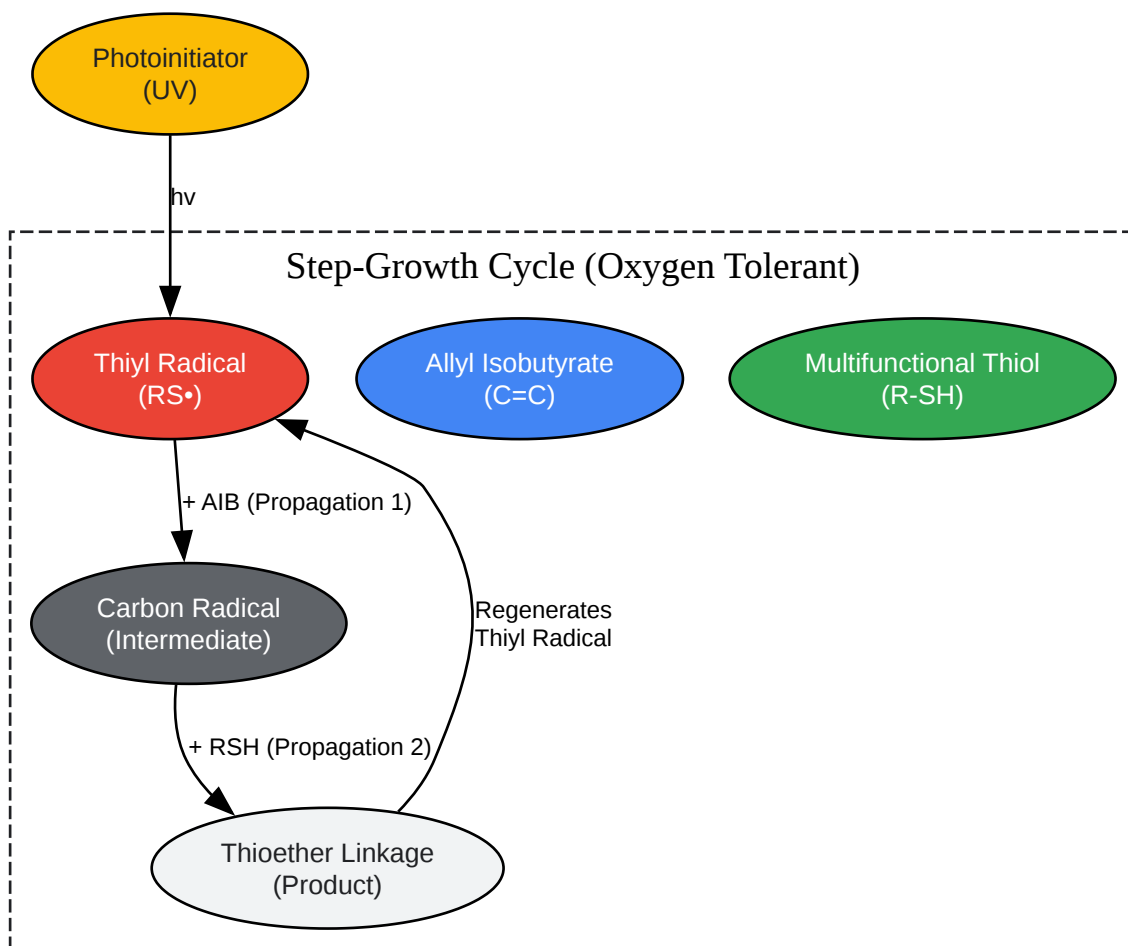 Photoinitiator
(UV)
hv
Step-Growth Cycle (Oxygen Tolerant)
Thiyl Radical
(RS•)
Allyl Isobutyrate
(C=C)
Multifunctional Thiol
(R-SH)
+ AIB (Propagation 1)
Carbon Radical
(Intermediate)
Regenerates
Thiyl Radical
+ RSH (Propagation 2)
Thioether Linkage
(Product)